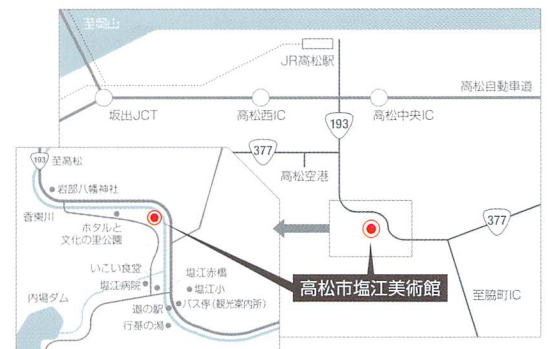 至岡山
JR高松駅
高松自動車道
坂出JCT
高松西IC
高松中央IC
193
377
高松空港
193
至高松
岩部八幡神社
香東川
ホタルと
文化の里公園
377
高松市塩江美術館
いこい食堂
塩江病院
塩江赤橋
塩江小
バス停(観光案内所)
道の駅
行基の湯
内場ダム
至脇町IC